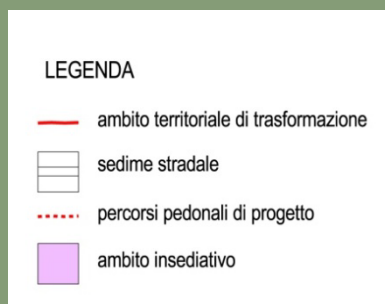 LEGENDA
ambito territoriale di trasformazione
sedime stradale
percorsi pedonali di progetto
ambito insediativo